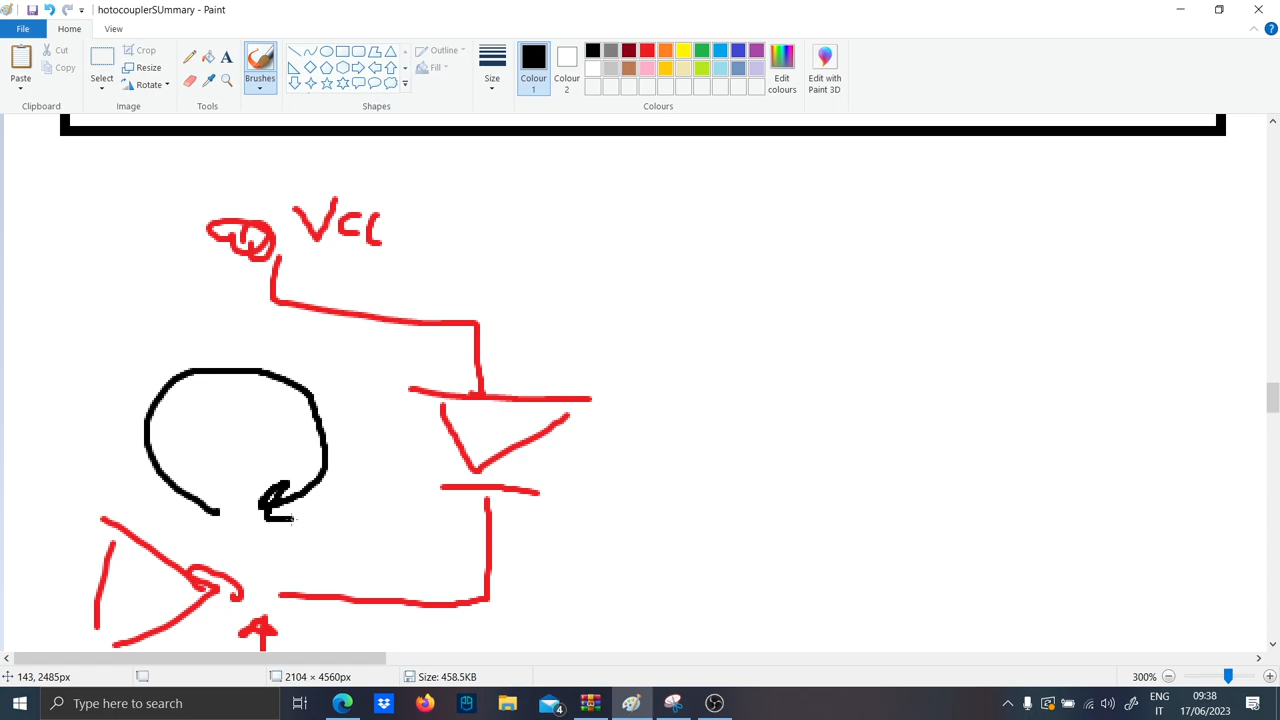 hotocouplerSUmmary - Paint
File
Home
View
Paste
Cut
Copy
Clipboard
Select
Crop
Resize
Rotate
Image
A
Tools
Brushes
Outline
Fill
Shapes
Size
Colour 1
Colour 2
Edit colours
Colours
Edit with Paint 3D
VCC
143, 2485px
2104 × 4560px
Size: 458.5KB
300%
Type here to search
4
ENG
IT
09:38
17/06/2023